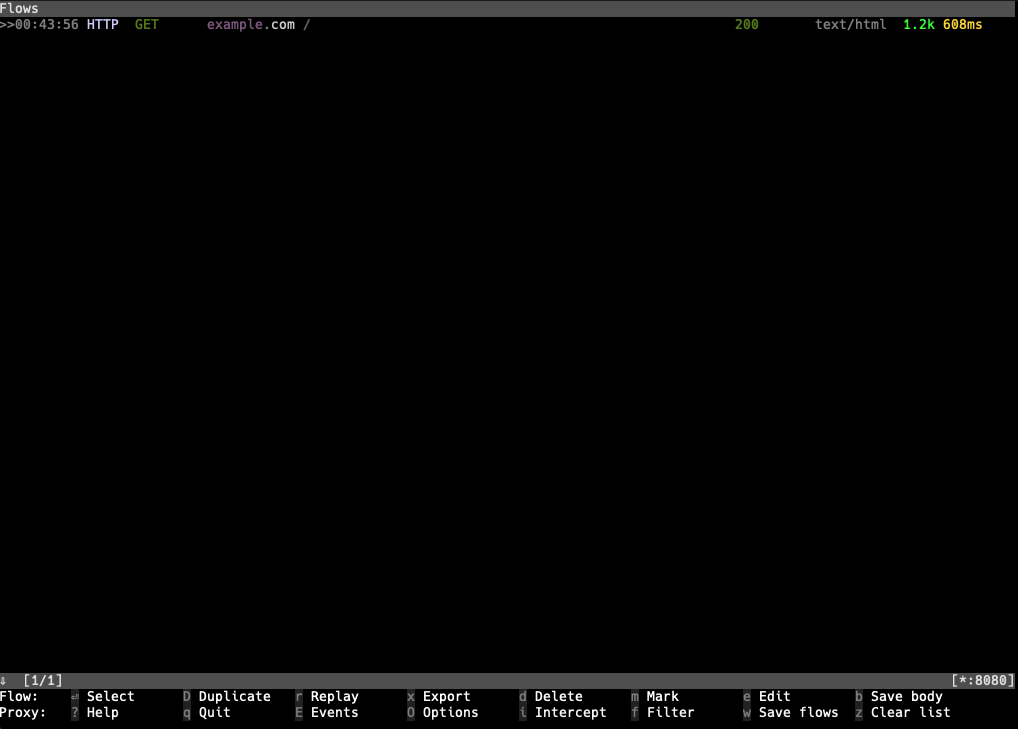 Flows
>>00:43:56 HTTP GET example.com / 200 text/html 1.2k 608ms
⇩ [1/1] [*:8080]
Flow: ⏎ Select D Duplicate r Replay x Export d Delete m Mark e Edit b Save body
Proxy: ? Help q Quit E Events O Options i Intercept f Filter w Save flows z Clear list